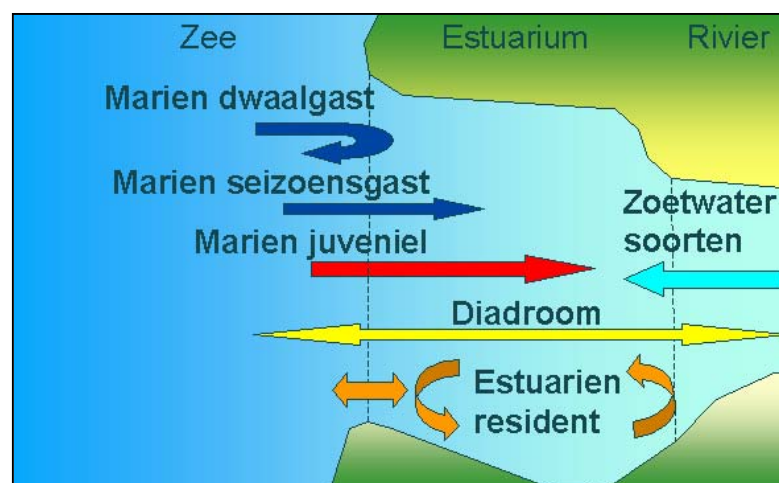 Zee Estuarium Rivier
Marien dwaalgast
Marien seizoensgast
Zoetwater
soorten
Marien juveniel
Diadroom
Estuarien
resident